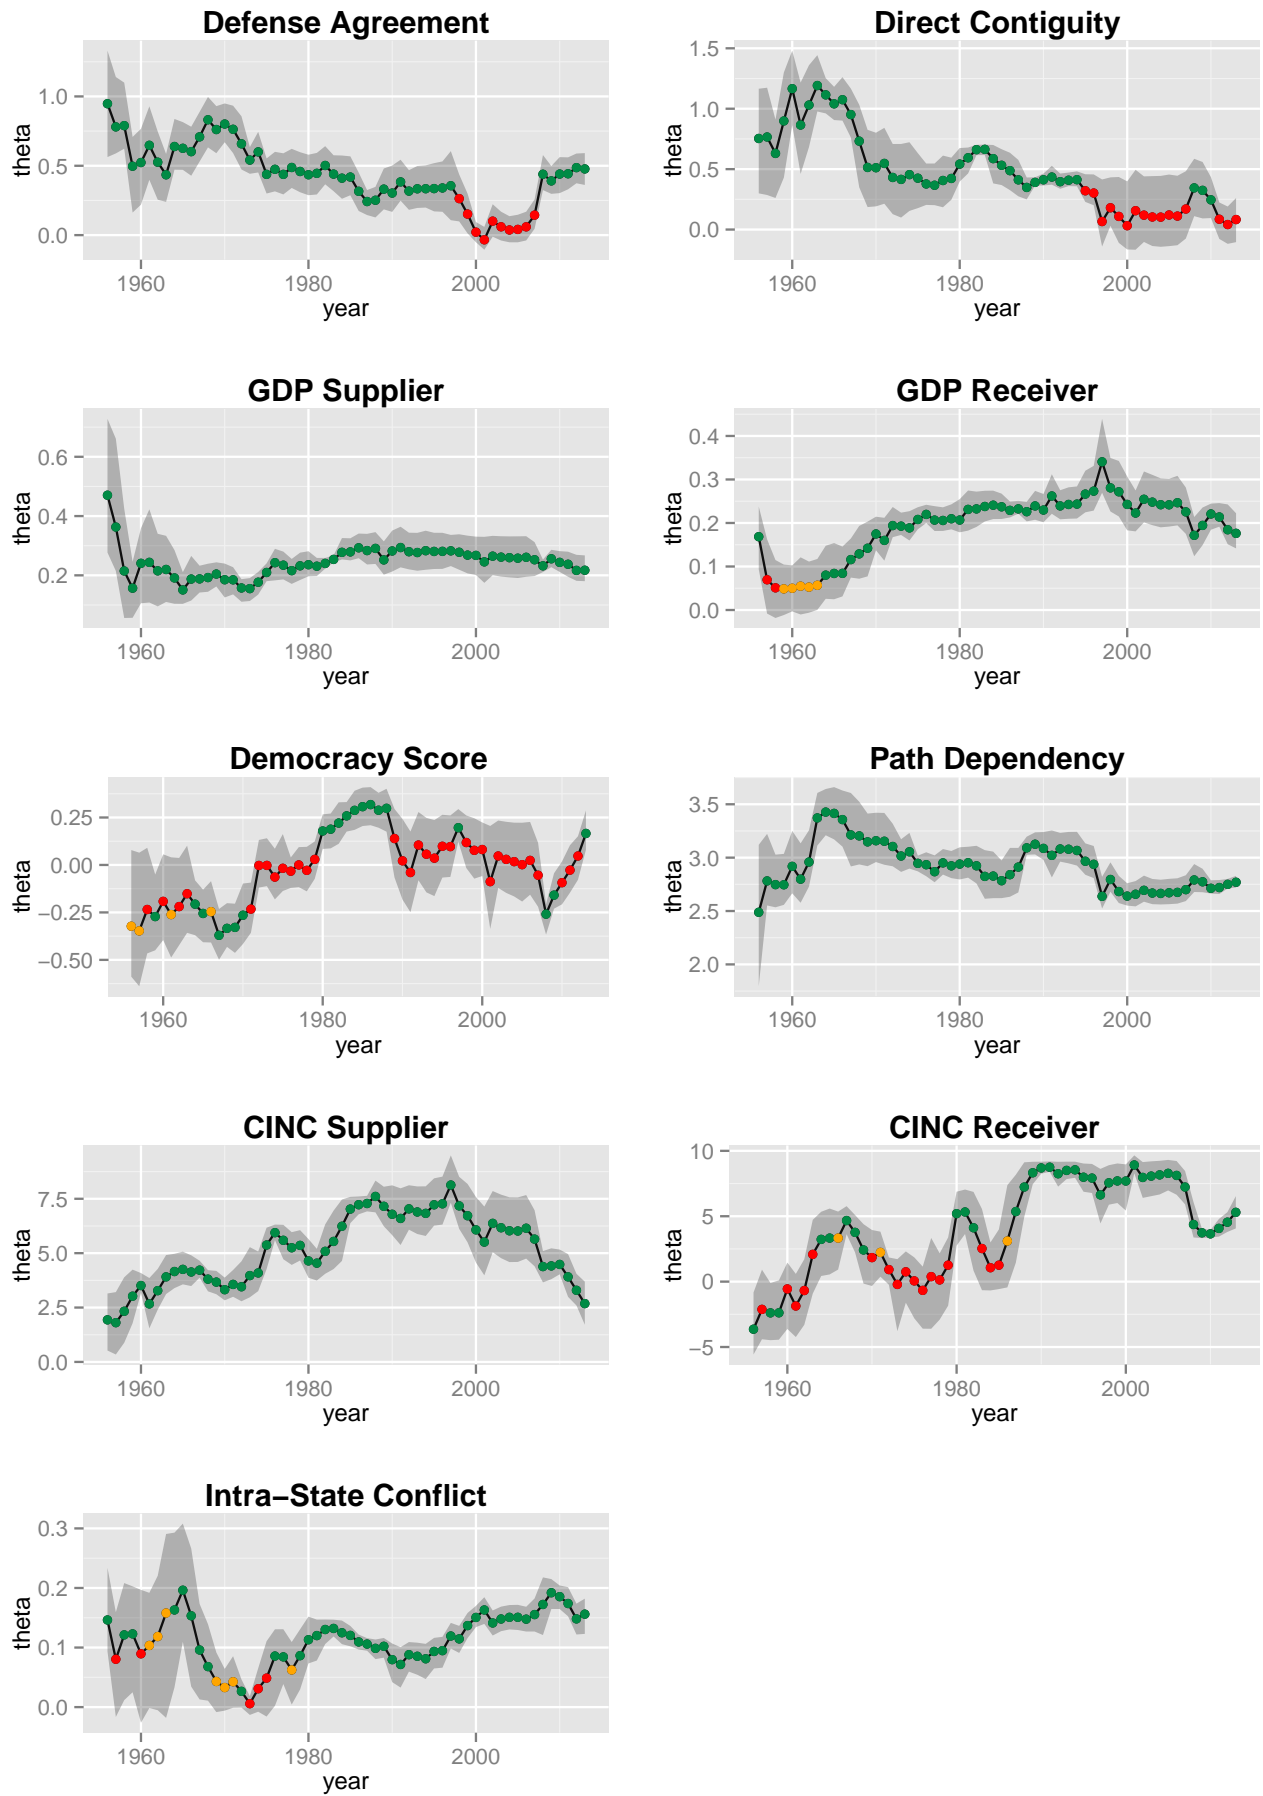 Defense Agreement
1.0
0.5
0.0
theta
1960 1980 2000
year
Direct Contiguity
1.5
1.0
0.5
0.0
theta
1960 1980 2000
year
GDP Supplier
0.6
0.4
0.2
theta
1960 1980 2000
year
GDP Receiver
0.4
0.3
0.2
0.1
0.0
theta
1960 1980 2000
year
Democracy Score
0.25
0.00
−0.25
−0.50
theta
1960 1980 2000
year
Path Dependency
3.5
3.0
2.5
2.0
theta
1960 1980 2000
year
CINC Supplier
7.5
5.0
2.5
0.0
theta
1960 1980 2000
year
CINC Receiver
10
5
0
−5
theta
1960 1980 2000
year
Intra−State Conflict
0.3
0.2
0.1
0.0
theta
1960 1980 2000
year